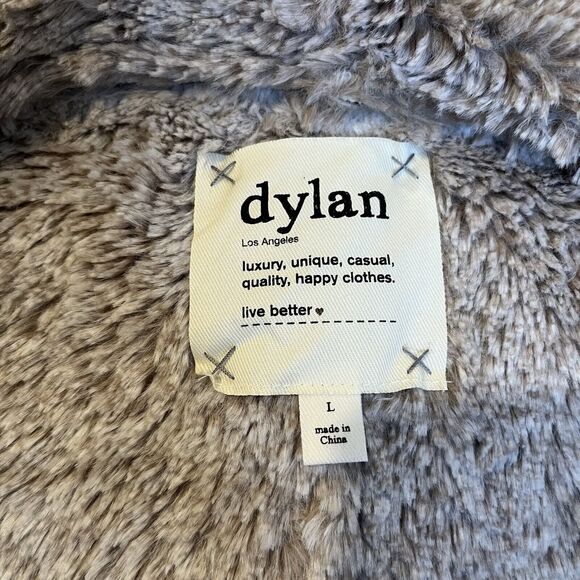 dylan
Los Angeles
luxury, unique, casual,
quality, happy clothes.
live better♥
L
made in
China